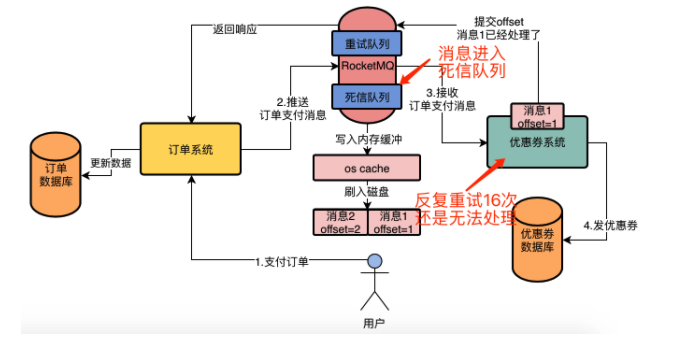 返回响应
提交offset
消息1已经处理了
重试队列
RocketMQ
死信队列
消息进入
死信队列
2.推送
订单支付消息
3.接收
订单支付消息
消息1
offset=1
订单系统
优惠券系统
更新数据
订单
数据库
写入内存缓冲
os cache
刷入磁盘
消息2
offset=2
消息1
offset=1
反复重试16次
还是无法处理
优惠券
数据库
4.发优惠券
1.支付订单
用户